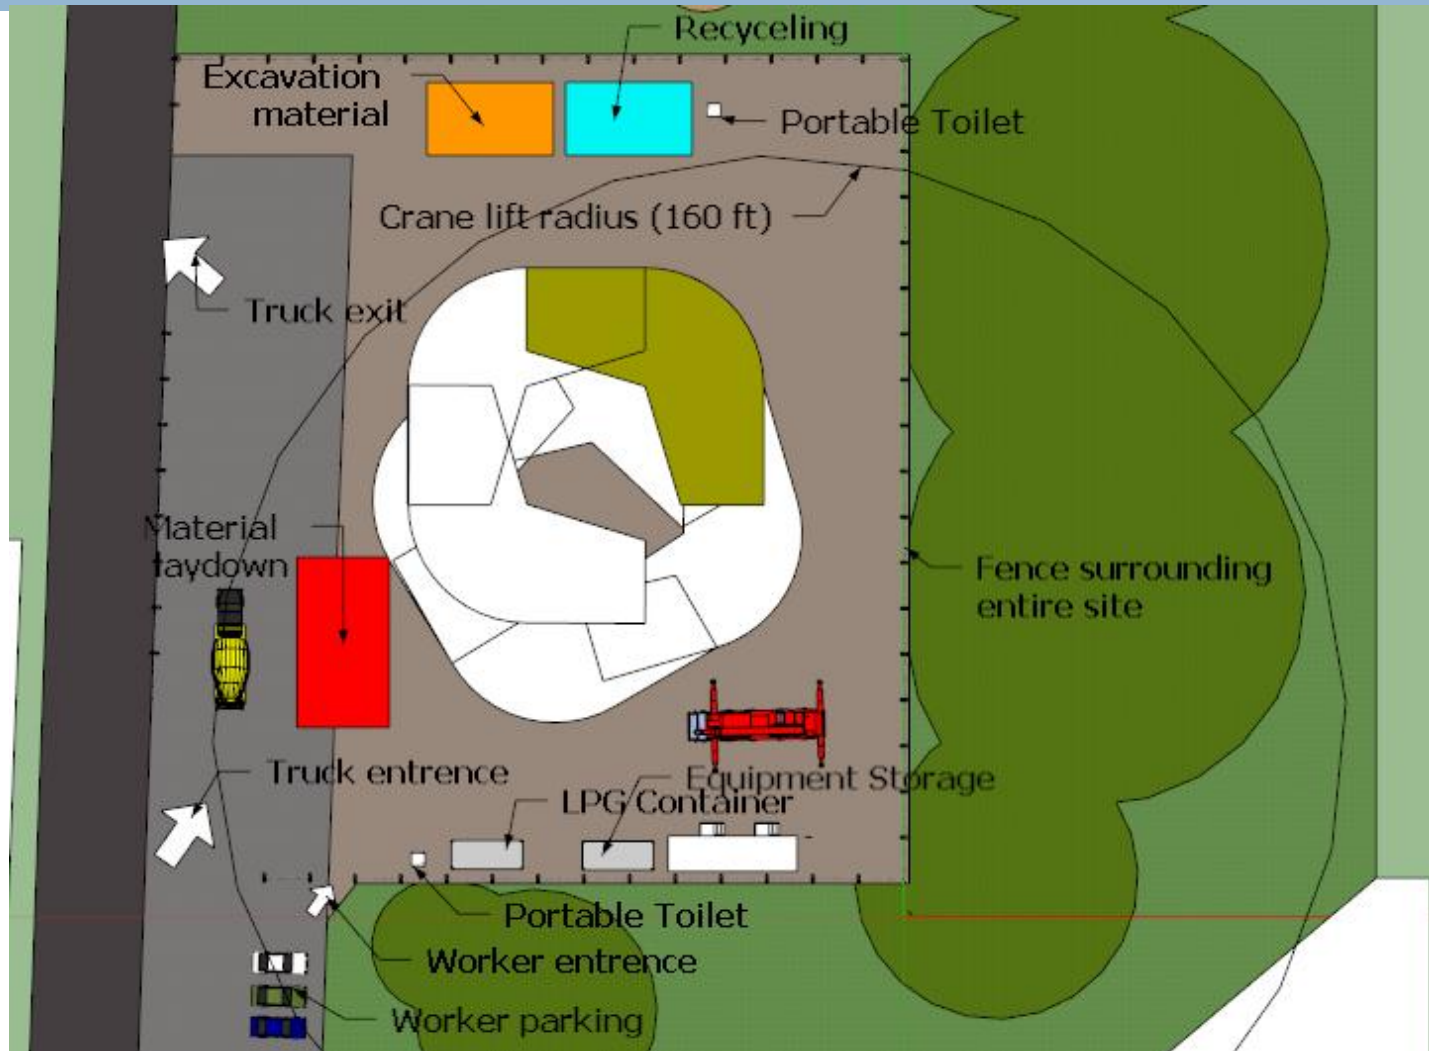 Recyceling
Excavation
material
Portable Toilet
Crane lift radius (160 ft)
Truck exit
Material
laydown
Fence surrounding
entire site
Truck entrence
Equipment Storage
LPG Container
Portable Toilet
Worker entrence
Worker parking